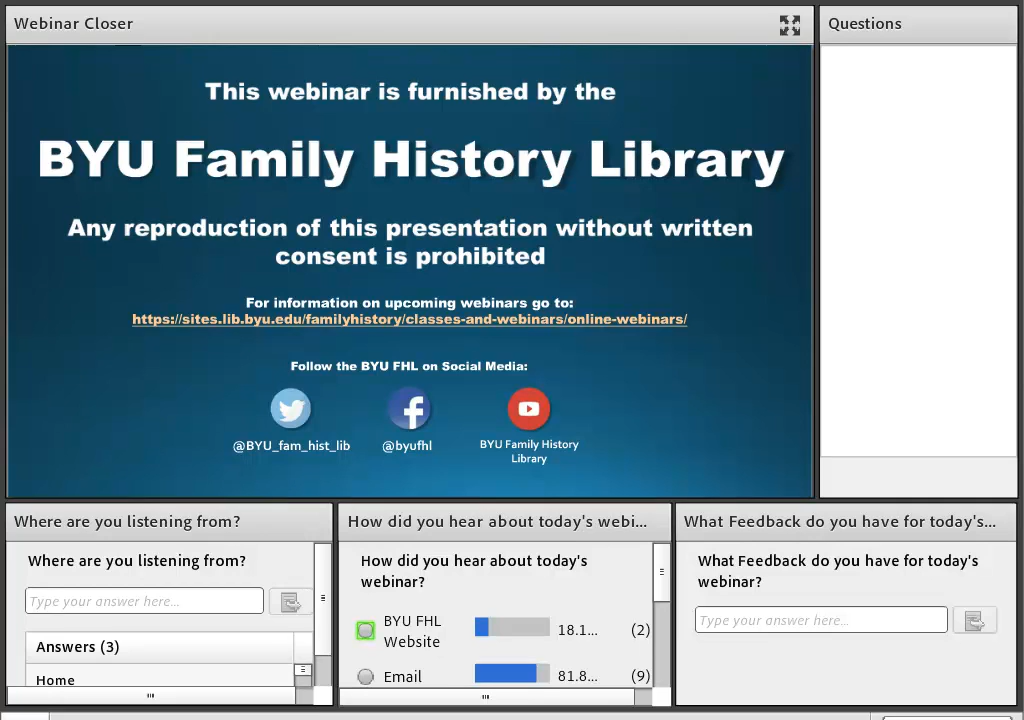 Webinar Closer
Questions
This webinar is furnished by the
BYU Family History Library
Any reproduction of this presentation without written
consent is prohibited
For information on upcoming webinars go to:
https://sites.lib.byu.edu/familyhistory/classes-and-webinars/online-webinars/
Follow the BYU FHL on Social Media:
@BYU_fam_hist_lib
@byufhl
BYU Family History
Library
Where are you listening from?
Where are you listening from?
Type your answer here...
Answers (3)
Home
How did you hear about today's webi...
How did you hear about today's
webinar?
BYU FHL
Website
18.1... (2)
Email 81.8... (9)
What Feedback do you have for today's...
What Feedback do you have for today's
webinar?
Type your answer here...